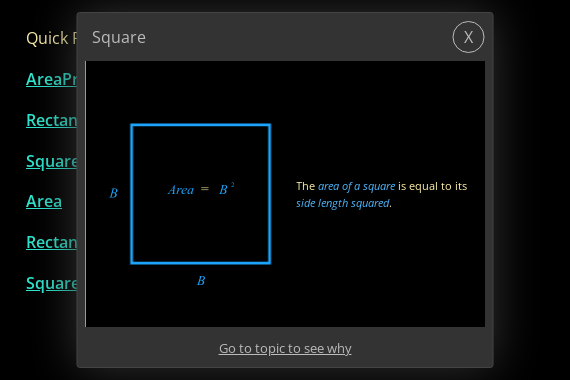 Quick
Square
X
AreaPr
Rectan
Square
Area
Rectan
Square
B
Area = B²
B
The area of a square is equal to its
side length squared.
Go to topic to see why